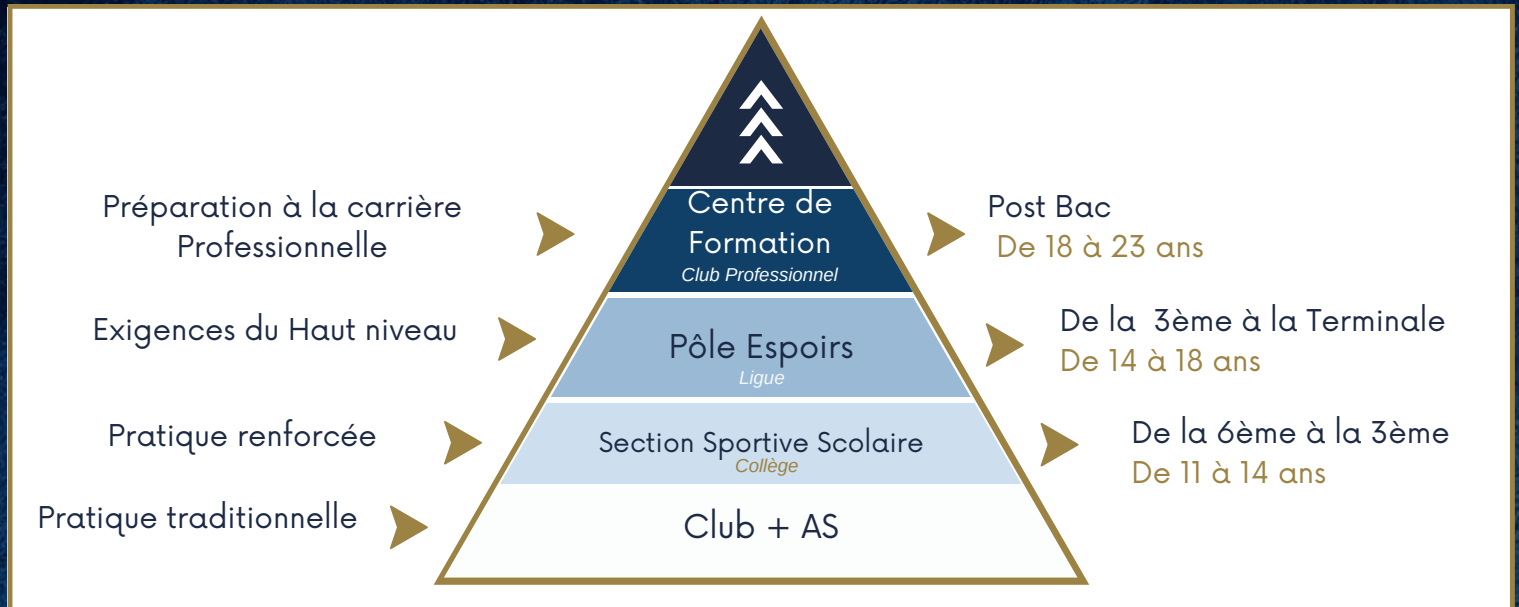 Préparation à la carrière
Professionnelle
Centre de
Formation
Club Professionnel
Post Bac
De 18 à 23 ans
Exigences du Haut niveau
Pôle Espoirs
Ligue
De la 3ème à la Terminale
De 14 à 18 ans
Pratique renforcée
Section Sportive Scolaire
Collège
De la 6ème à la 3ème
De 11 à 14 ans
Pratique traditionnelle
Club + AS